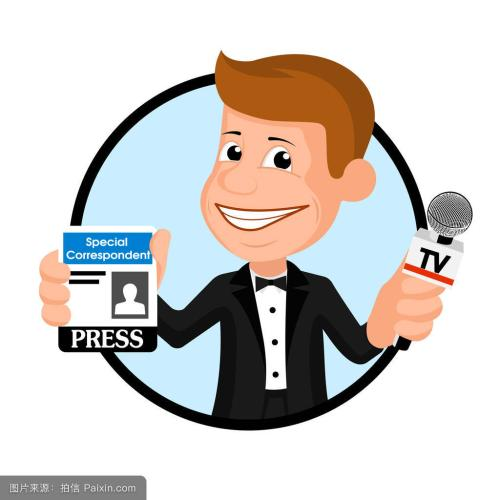 Special
Correspondent
PRESS
TV
图片来源：拍信 Paixin.com